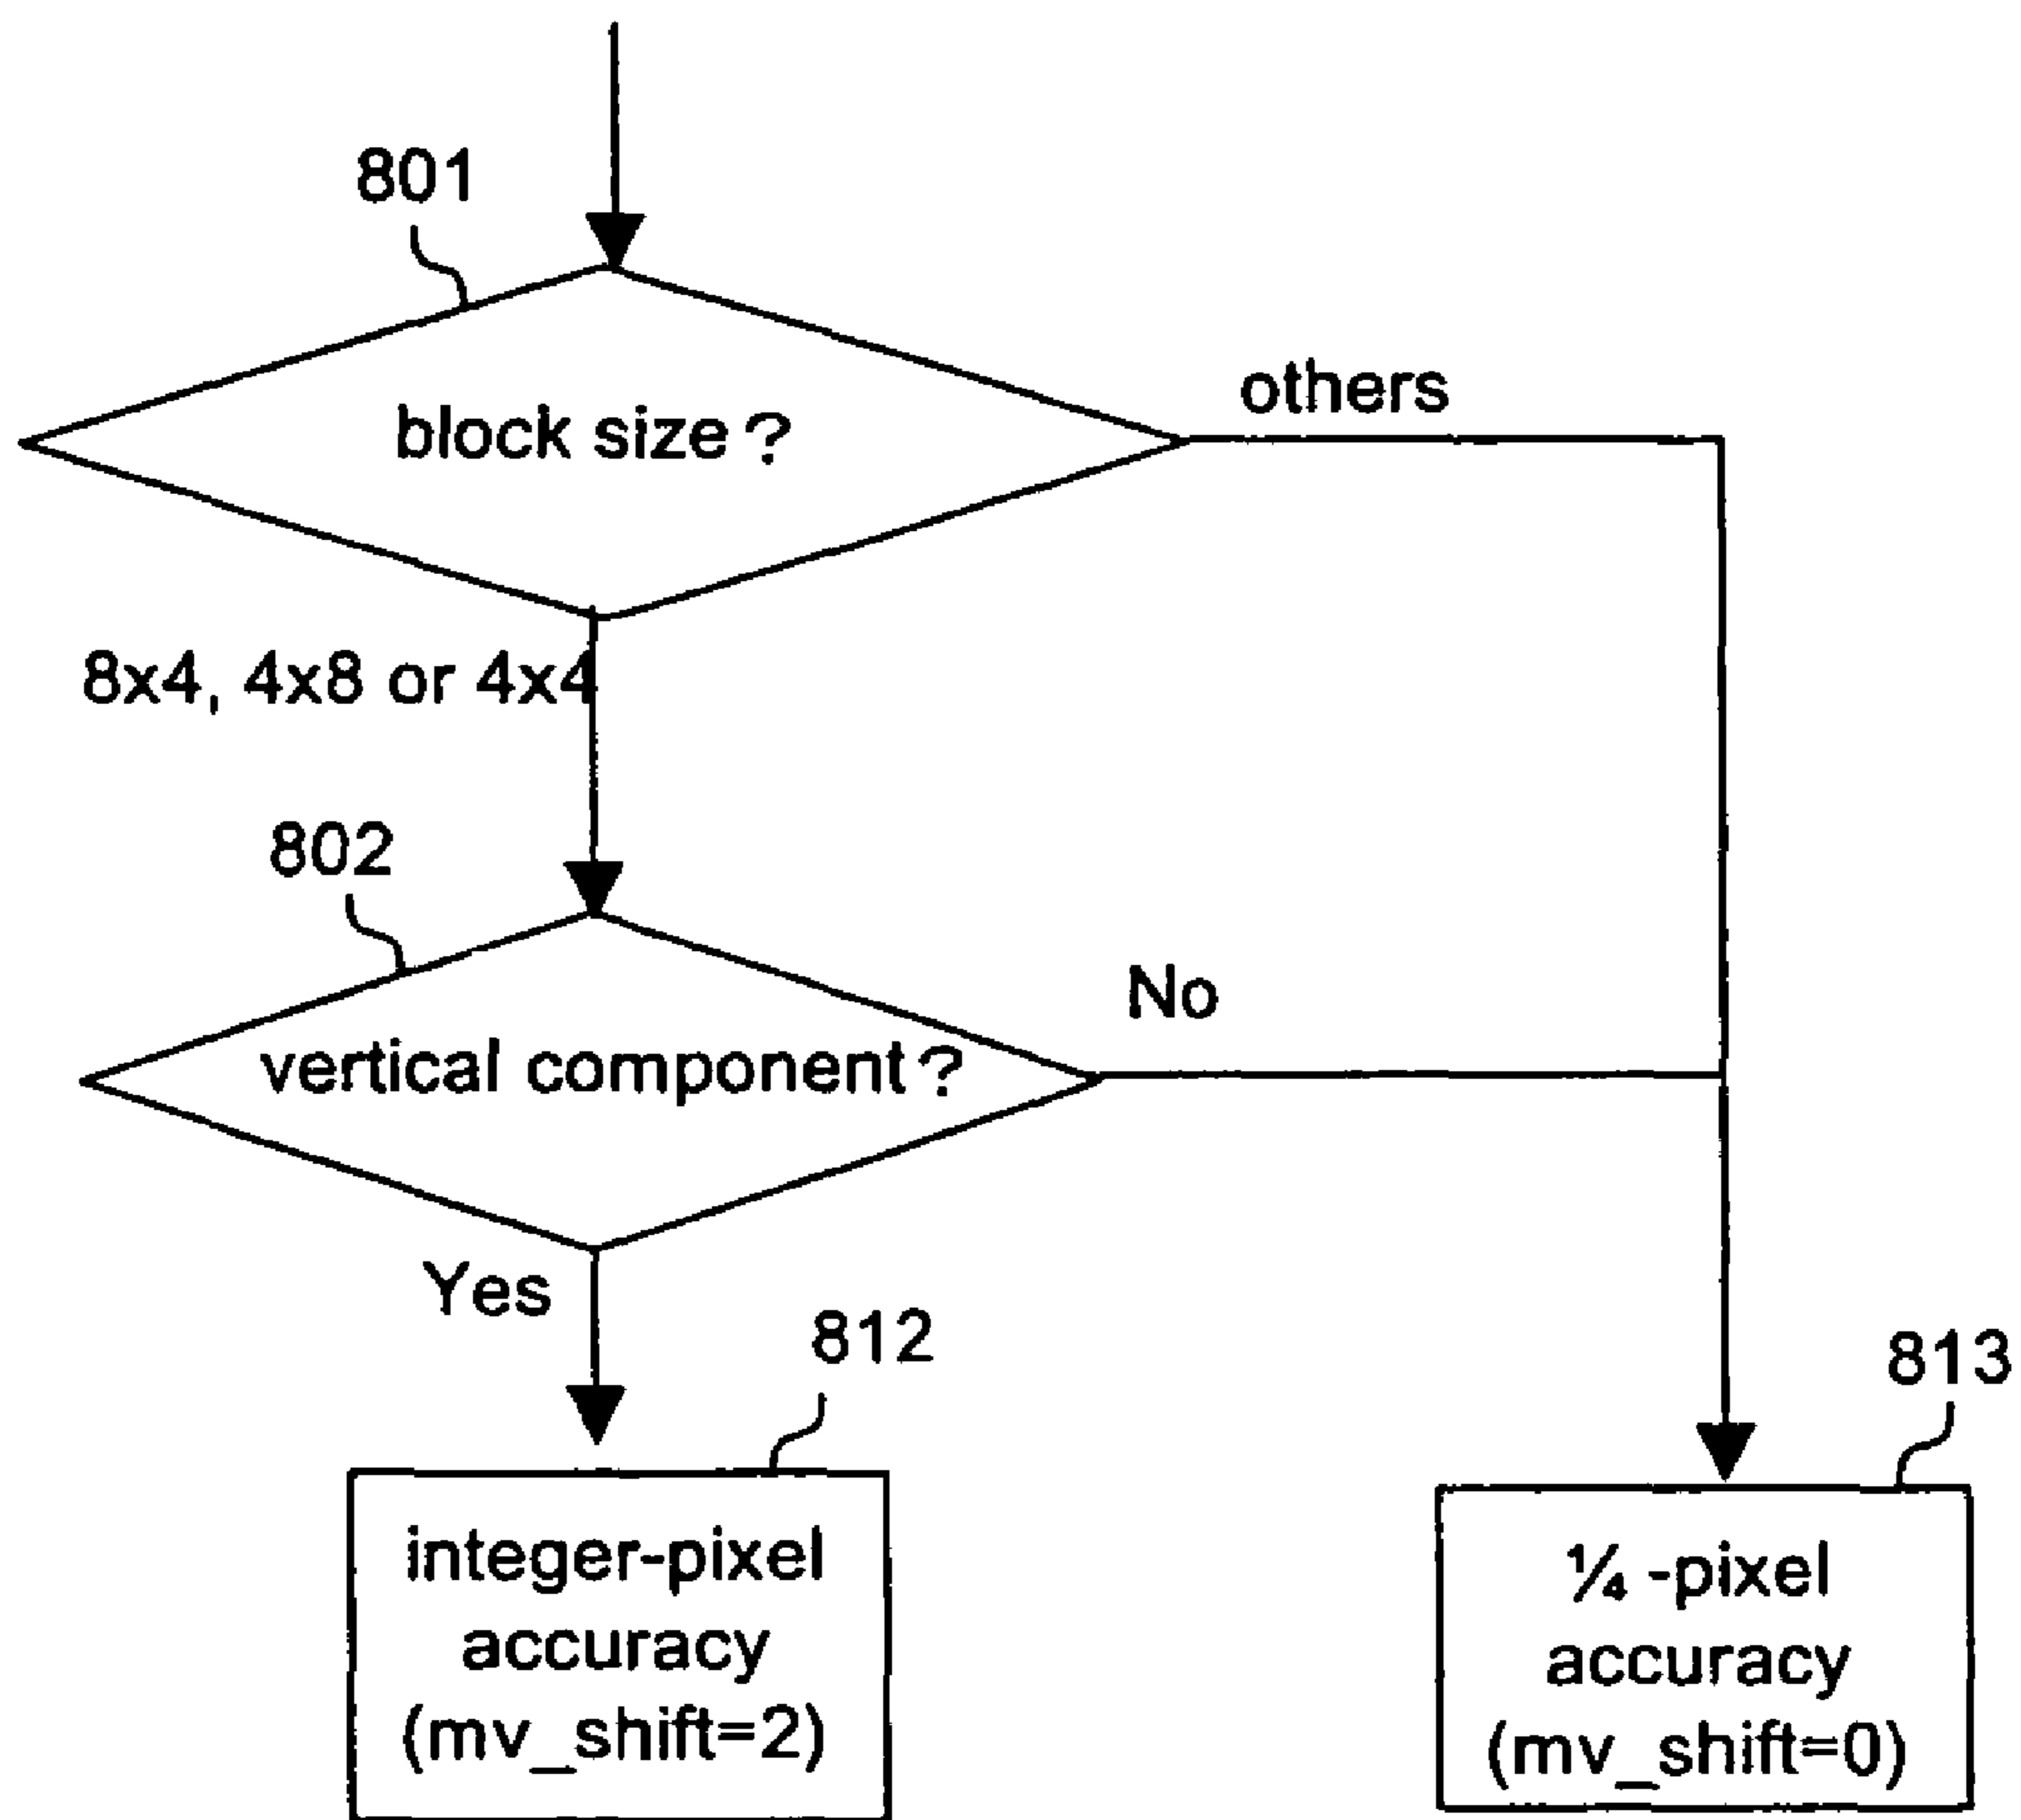 801
block size ?
others
8x4, 4x8 or 4x4
802
vertical component ?
No
Yes
812
integer-pixel
accuracy
(mv_shift=2)
813
¼ -pixel
accuracy
(mv_shift=0)